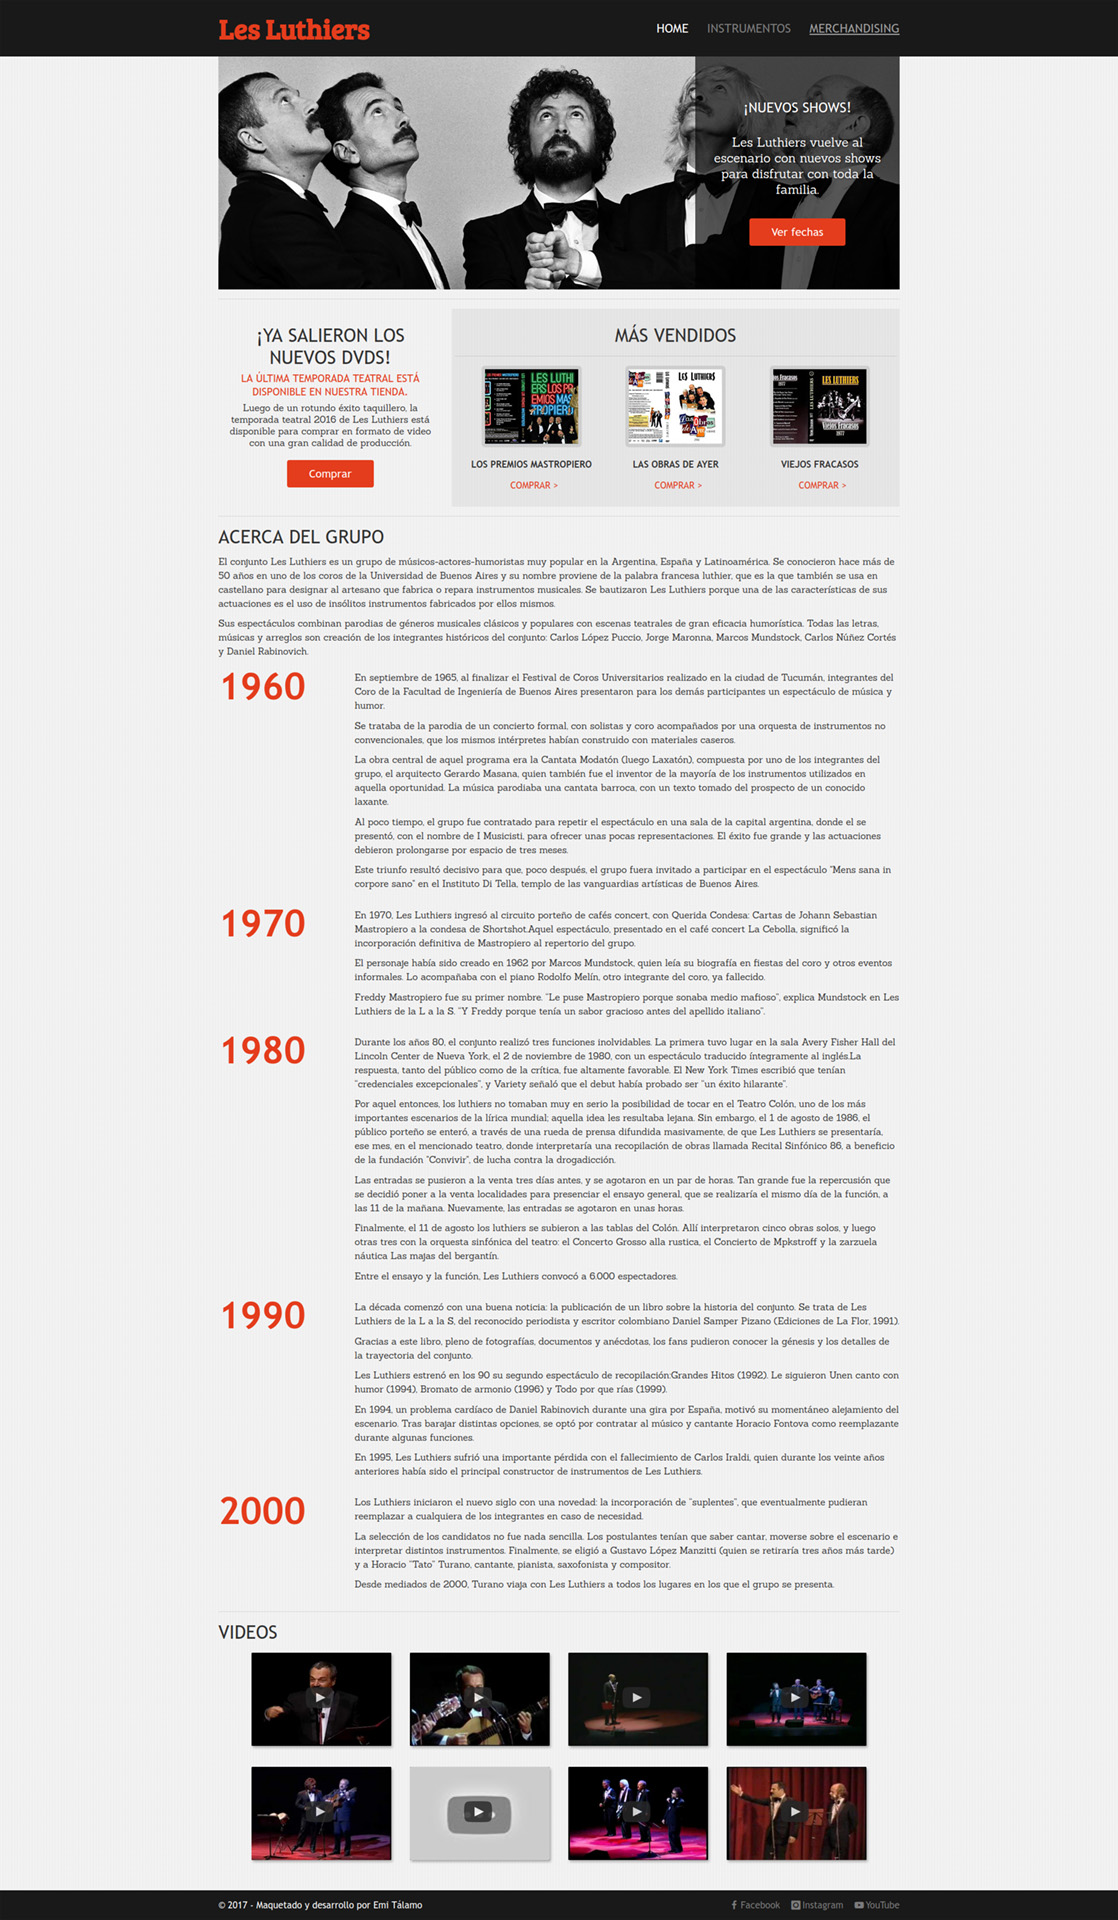 Les Luthiers
HOME INSTRUMENTOS MERCHANDISING
¡NUEVOS SHOWS!
Les Luthiers vuelve al
escenario con nuevos shows
para disfrutar con toda la
familia.
Ver fechas
¡YA SALIERON LOS
NUEVOS DVDS!
LA ÚLTIMA TEMPORADA TEATRAL ESTÁ
DISPONIBLE EN NUESTRA TIENDA.
Luego de un rotundo éxito taquillero, la
temporada teatral 2016 de Les Luthiers está
disponible para comprar en formato de video
con una gran calidad de producción.
Comprar
MÁS VENDIDOS
LOS PREMIOS MASTROPIERO
COMPRAR >
LAS OBRAS DE AYER
COMPRAR >
VIEJOS FRACASOS
COMPRAR >
ACERCA DEL GRUPO
El conjunto Les Luthiers es un grupo de músicos-actores-humoristas muy popular en la Argentina, España y Latinoamérica. Se conocieron hace más de
50 años en uno de los coros de la Universidad de Buenos Aires y su nombre proviene de la palabra francesa luthier, que es la que también se usa en
castellano para designar al artesano que fabrica o repara instrumentos musicales. Se bautizaron Les Luthiers porque una de las características de sus
actuaciones es el uso de insólitos instrumentos fabricados por ellos mismos.
Sus espectáculos combinan parodias de géneros musicales clásicos y populares con escenas teatrales de gran eficacia humorística. Todas las letras,
músicas y arreglos son creación de los integrantes históricos del conjunto: Carlos López Puccio, Jorge Maronna, Marcos Mundstock, Carlos Núñez Cortés
y Daniel Rabinovich.
1960
En septiembre de 1965, al finalizar el Festival de Coros Universitarios realizado en la ciudad de Tucumán, integrantes del
Coro de la Facultad de Ingeniería de Buenos Aires presentaron para los demás participantes un espectáculo de música y
humor.
Se trataba de la parodia de un concierto formal, con solistas y coro acompañados por una orquesta de instrumentos no
convencionales, que los mismos intérpretes habían construido con materiales caseros.
La obra central de aquel programa era la Cantata Modatón (luego Laxatón), compuesta por uno de los integrantes del
grupo, el arquitecto Gerardo Masana, quien también fue el inventor de la mayoría de los instrumentos utilizados en
aquella oportunidad. La música parodiaba una cantata barroca, con un texto tomado del prospecto de un conocido
laxante.
Al poco tiempo, el grupo fue contratado para repetir el espectáculo en una sala de la capital argentina, donde el se
presentó, con el nombre de I Musicisti, para ofrecer unas pocas representaciones. El éxito fue grande y las actuaciones
debieron prolongarse por espacio de tres meses.
Este triunfo resultó decisivo para que, poco después, el grupo fuera invitado a participar en el espectáculo "Mens sana in
corpore sano" en el Instituto Di Tella, templo de las vanguardias artísticas de Buenos Aires.
1970
En 1970, Les Luthiers ingresó al circuito porteño de cafés concert, con Querida Condesa: Cartas de Johann Sebastian
Mastropiero a la condesa de Shortshot.Aquel espectáculo, presentado en el café concert La Cebolla, significó la
incorporación definitiva de Mastropiero al repertorio del grupo.
El personaje había sido creado en 1962 por Marcos Mundstock, quien leía su biografía en fiestas del coro y otros eventos
informales. Lo acompañaba con el piano Rodolfo Melín, otro integrante del coro, ya fallecido.
Freddy Mastropiero fue su primer nombre. "Le puse Mastropiero porque sonaba medio mafioso", explica Mundstock en Les
Luthiers de la L a la S. "Y Freddy porque tenía un sabor gracioso antes del apellido italiano".
1980
Durante los años 80, el conjunto realizó tres funciones inolvidables. La primera tuvo lugar en la sala Avery Fisher Hall del
Lincoln Center de Nueva York, el 2 de noviembre de 1980, con un espectáculo traducido íntegramente al inglés.La
respuesta, tanto del público como de la crítica, fue altamente favorable. El New York Times escribió que tenían
"credenciales excepcionales", y Variety señaló que el debut había probado ser "un éxito hilarante".
Por aquel entonces, los luthiers no tomaban muy en serio la posibilidad de tocar en el Teatro Colón, uno de los más
importantes escenarios de la lírica mundial; aquella idea les resultaba lejana. Sin embargo, el 1 de agosto de 1986, el
público porteño se enteró, a través de una rueda de prensa difundida masivamente, de que Les Luthiers se presentaría,
ese mes, en el mencionado teatro, donde interpretaría una recopilación de obras llamada Recital Sinfónico 86, a beneficio
de la fundación "Convivir", de lucha contra la drogadicción.
Las entradas se pusieron a la venta tres días antes, y se agotaron en un par de horas. Tan grande fue la repercusión que
se decidió poner a la venta localidades para presenciar el ensayo general, que se realizaría el mismo día de la función, a
las 11 de la mañana. Nuevamente, las entradas se agotaron en unas horas.
Finalmente, el 11 de agosto los luthiers se subieron a las tablas del Colón. Allí interpretaron cinco obras solos, y luego
otras tres con la orquesta sinfónica del teatro: el Concerto Grosso alla rustica, el Concierto de Mpkstroff y la zarzuela
náutica Las majas del bergantín.
Entre el ensayo y la función, Les Luthiers convocó a 6.000 espectadores.
1990
La década comenzó con una buena noticia: la publicación de un libro sobre la historia del conjunto. Se trata de Les
Luthiers de la L a la S, del reconocido periodista y escritor colombiano Daniel Samper Pizano (Ediciones de La Flor, 1991).
Gracias a este libro, pleno de fotografías, documentos y anécdotas, los fans pudieron conocer la génesis y los detalles de
la trayectoria del conjunto.
Les Luthiers estrenó en los 90 su segundo espectáculo de recopilación:Grandes Hitos (1992). Le siguieron Unen canto con
humor (1994), Bromato de armonio (1996) y Todo por que rías (1999).
En 1994, un problema cardíaco de Daniel Rabinovich durante una gira por España, motivó su momentáneo alejamiento del
escenario. Tras barajar distintas opciones, se optó por contratar al músico y cantante Horacio Fontova como reemplazante
durante algunas funciones.
En 1995, Les Luthiers sufrió una importante pérdida con el fallecimiento de Carlos Iraldi, quien durante los veinte años
anteriores había sido el principal constructor de instrumentos de Les Luthiers.
2000
Los Luthiers iniciaron el nuevo siglo con una novedad: la incorporación de "suplentes", que eventualmente pudieran
reemplazar a cualquiera de los integrantes en caso de necesidad.
La selección de los candidatos no fue nada sencilla. Los postulantes tenían que saber cantar, moverse sobre el escenario e
interpretar distintos instrumentos. Finalmente, se eligió a Gustavo López Manzitti (quien se retiraría tres años más tarde)
y a Horacio "Tato" Turano, cantante, pianista, saxofonista y compositor.
Desde mediados de 2000, Turano viaja con Les Luthiers a todos los lugares en los que el grupo se presenta.
VIDEOS
© 2017 - Maquetado y desarrollo por Emi Tálamo
Facebook Instagram YouTube